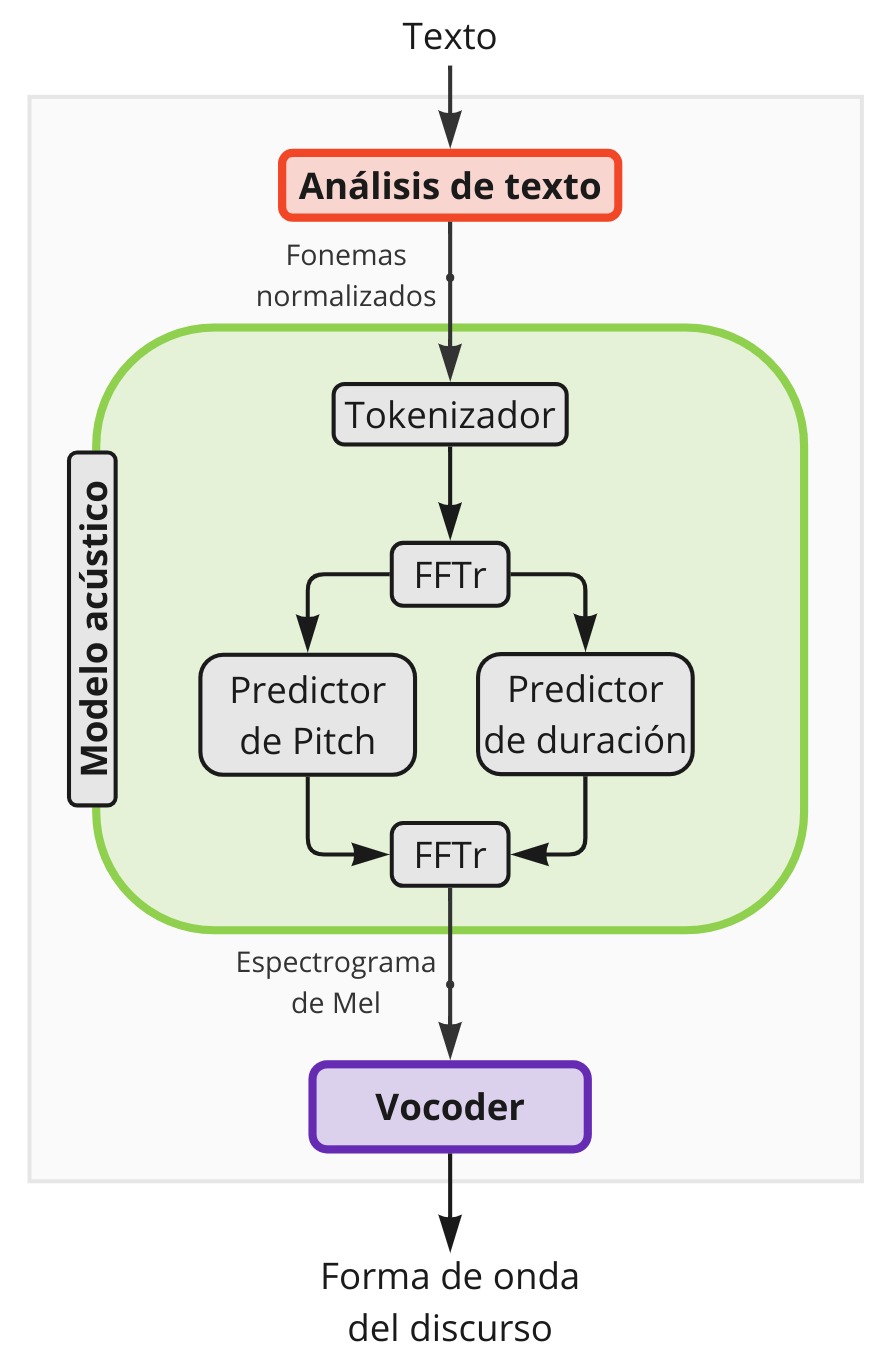 Texto
Análisis de texto
Fonemas
normalizados
Tokenizador
Modelo acústico
FFTr
Predictor
de Pitch
Predictor
de duración
FFTr
Espectrograma
de Mel
Vocoder
Forma de onda
del discurso